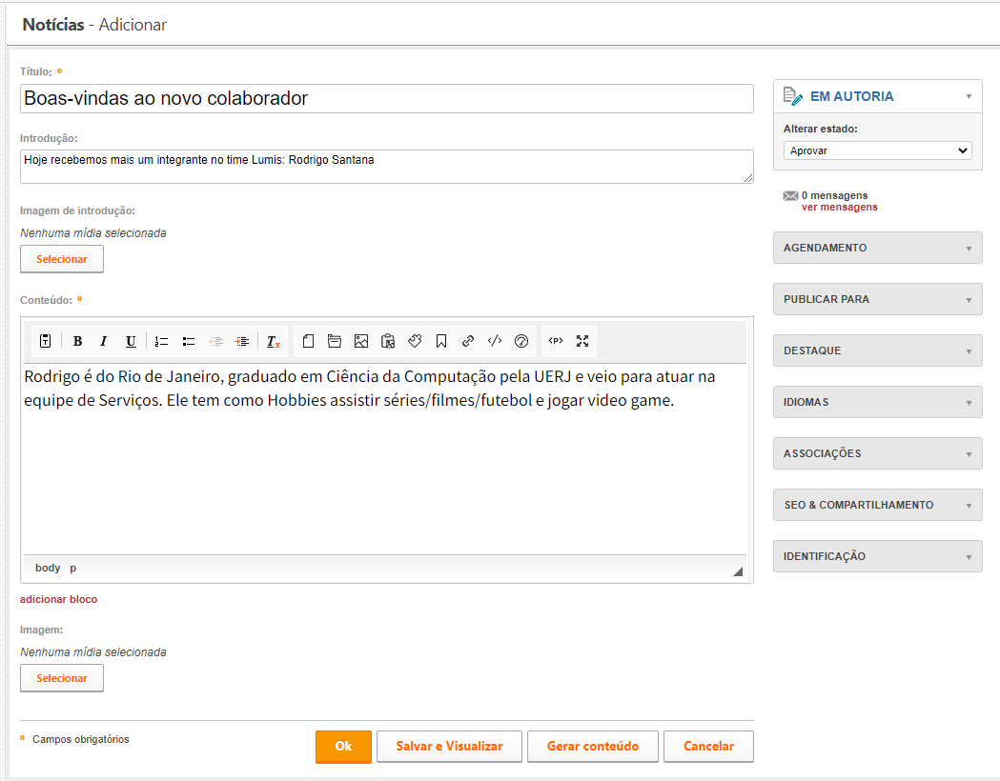 Notícias - Adicionar
Título: *
Boas-vindas ao novo colaborador
Introdução:
Hoje recebemos mais um integrante no time Lumis: Rodrigo Santana
Imagem de introdução:
Nenhuma mídia selecionada
Selecionar
Conteúdo: *
B I U Tx
Rodrigo é do Rio de Janeiro, graduado em Ciência da Computação pela UERJ e veio para atuar na
equipe de Serviços. Ele tem como Hobbies assistir séries/filmes/futebol e jogar video game.
body p
adicionar bloco
Imagem:
Nenhuma mídia selecionada
Selecionar
* Campos obrigatórios
Ok
Salvar e Visualizar
Gerar conteúdo
Cancelar
EM AUTORIA
Alterar estado:
Aprovar
0 mensagens
ver mensagens
AGENDAMENTO
PUBLICAR PARA
DESTAQUE
IDIOMAS
ASSOCIAÇÕES
SEO & COMPARTILHAMENTO
IDENTIFICAÇÃO